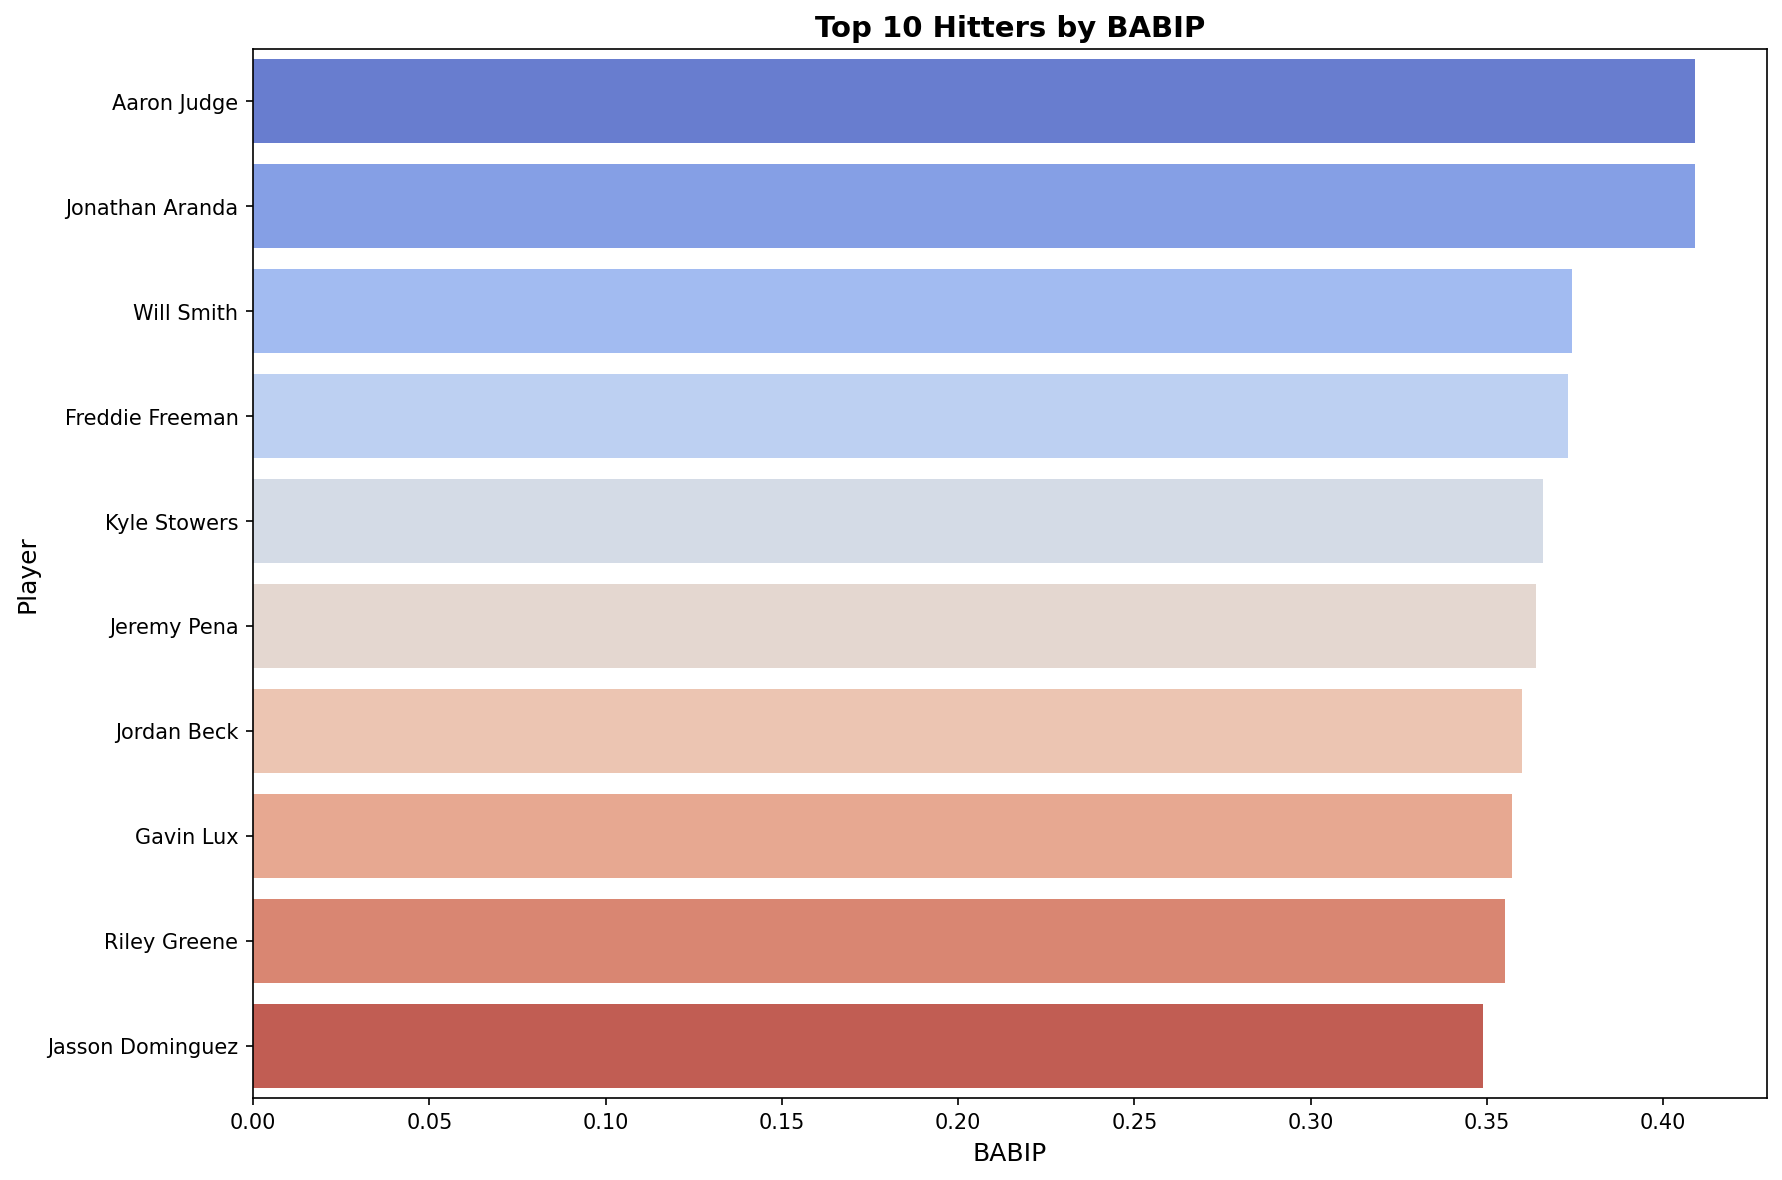 Top 10 Hitters by BABIP
Player
Aaron Judge
Jonathan Aranda
Will Smith
Freddie Freeman
Kyle Stowers
Jeremy Pena
Jordan Beck
Gavin Lux
Riley Greene
Jasson Dominguez
0.00 0.05 0.10 0.15 0.20 0.25 0.30 0.35 0.40
BABIP